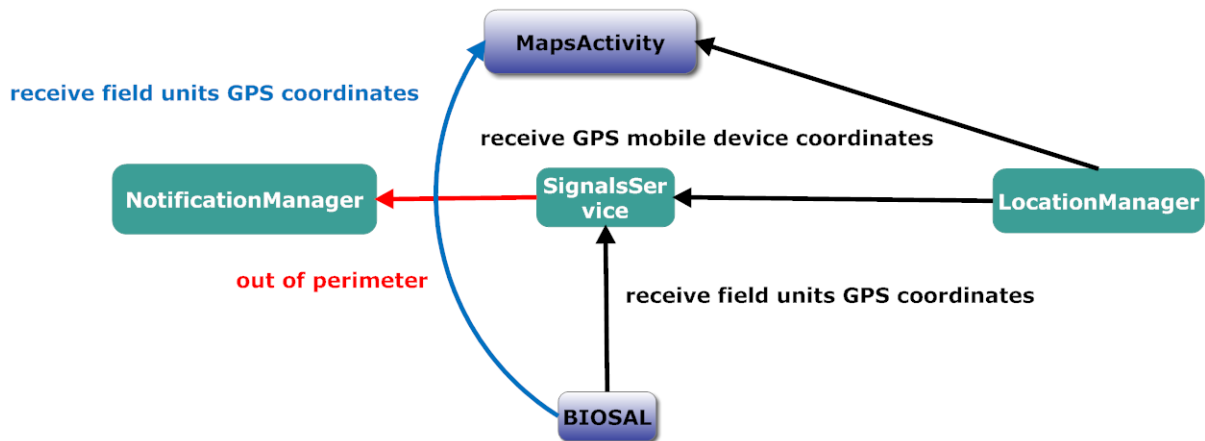 MapsActivity
receive field units GPS coordinates
receive GPS mobile device coordinates
NotificationManager
SignalsSer
vice
LocationManager
out of perimeter
receive field units GPS coordinates
BIOSAL